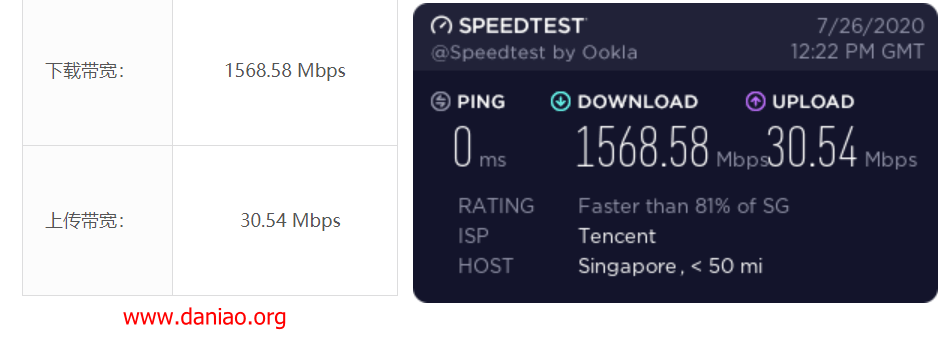 下载带宽：
1568.58 Mbps
上传带宽：
30.54 Mbps
www.daniao.org
SPEEDTEST
7/26/2020
@Speedtest by Ookla
12:22 PM GMT
PING
DOWNLOAD
UPLOAD
0 ms
1568.58 Mbps
30.54 Mbps
RATING
Faster than 81% of SG
ISP
Tencent
HOST
Singapore, < 50 mi